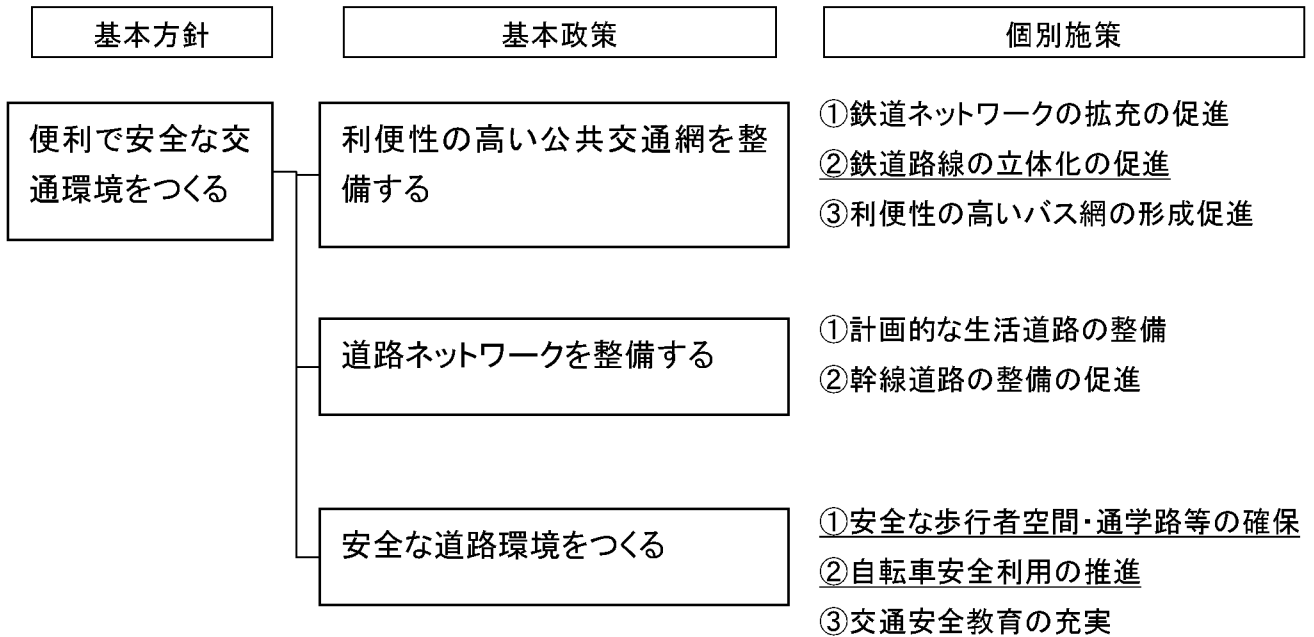 基本方針
基本政策
個別施策
便利で安全な交
通環境をつくる
利便性の高い公共交通網を整
備する
①鉄道ネットワークの拡充の促進
②鉄道路線の立体化の促進
③利便性の高いバス網の形成促進
道路ネットワークを整備する
①計画的な生活道路の整備
②幹線道路の整備の促進
安全な道路環境をつくる
①安全な歩行者空間・通学路等の確保
②自転車安全利用の推進
③交通安全教育の充実